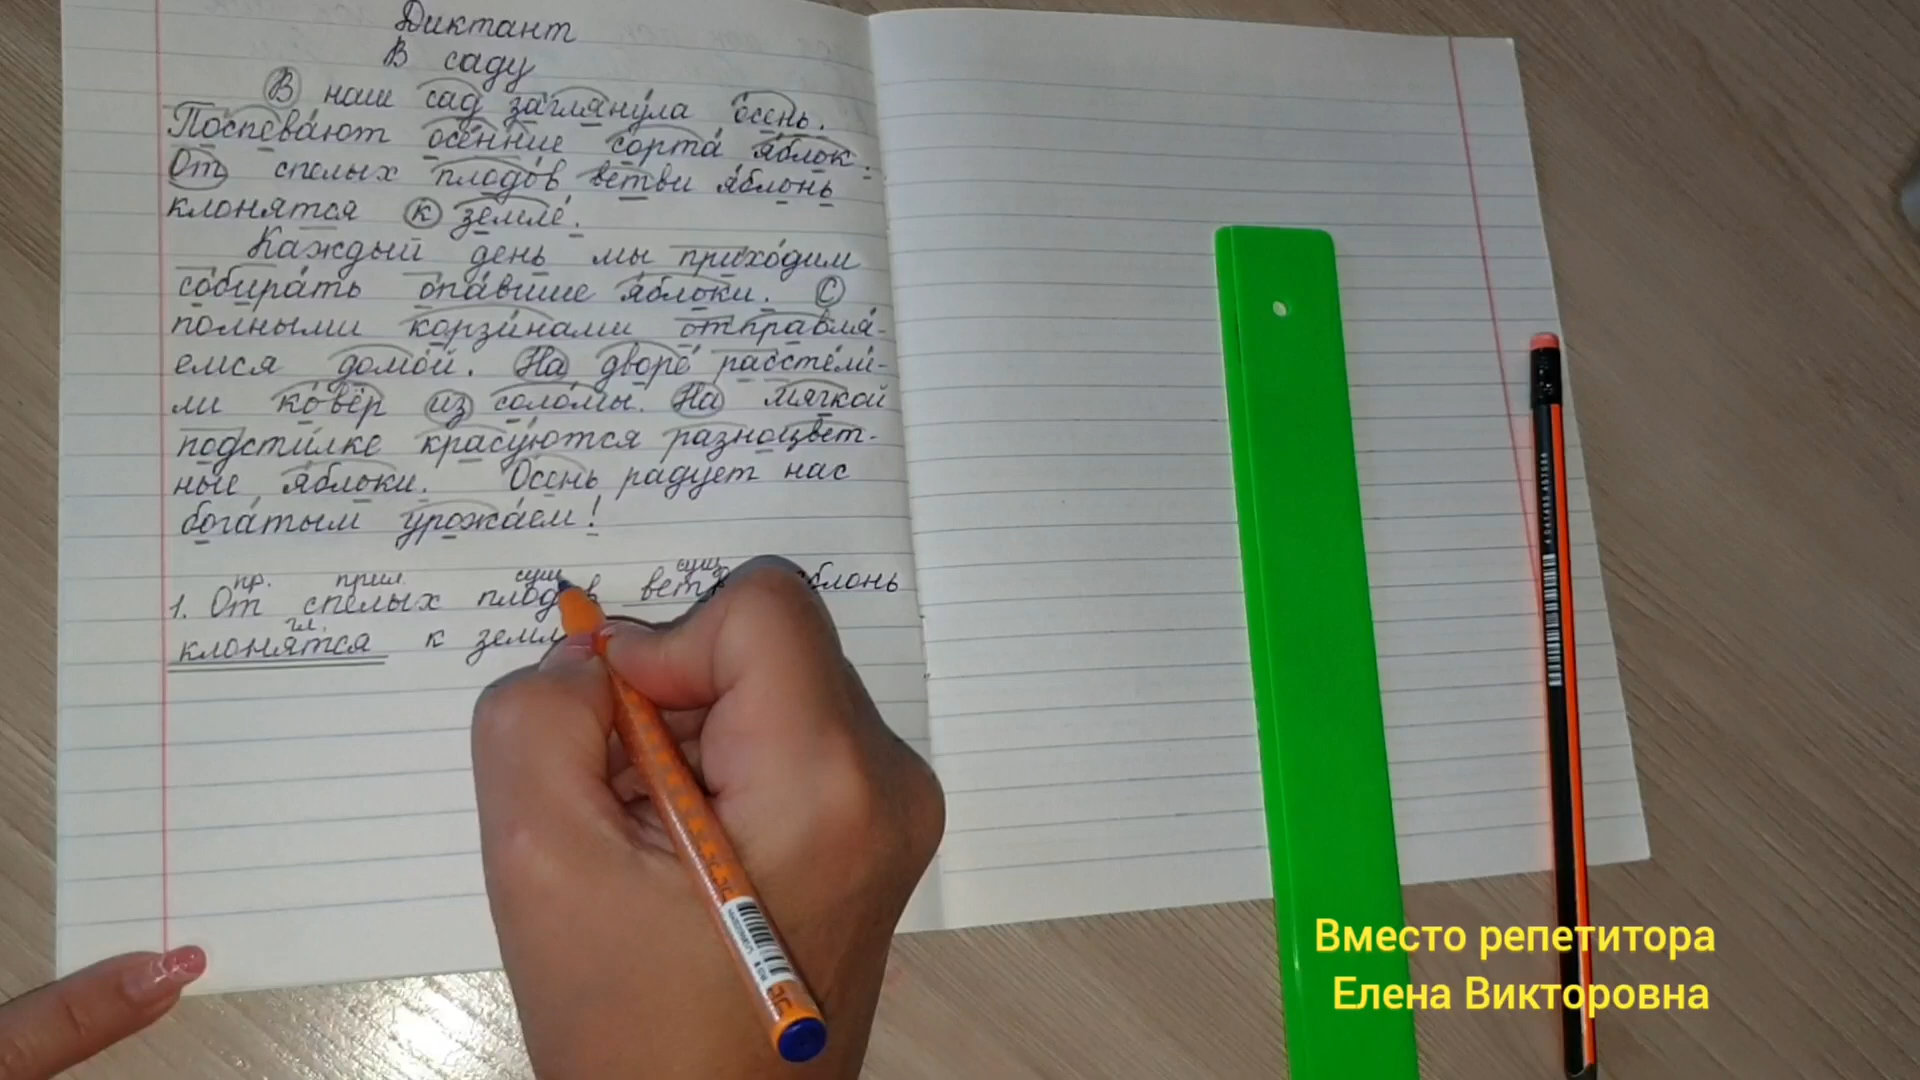 Диктант
В саду
В наш сад заглянула осень.
Поспевают осенние сорта яблок.
От спелых плодов ветви яблонь
клонятся к земле.
Каждый день мы приходим
собирать опавшие яблоки. С
полными корзинами отправля-
емся домой. На дворе расстели-
ли ковёр из соломы. На мягкой
подстилке красуются разноцвет-
ные яблоки. Осень радует нас
богатым урожаем!
пр. прил. сущ. сущ.
1. От спелых плодов
гл.
клонятся к
Вместо репетитора
Елена Викторовна